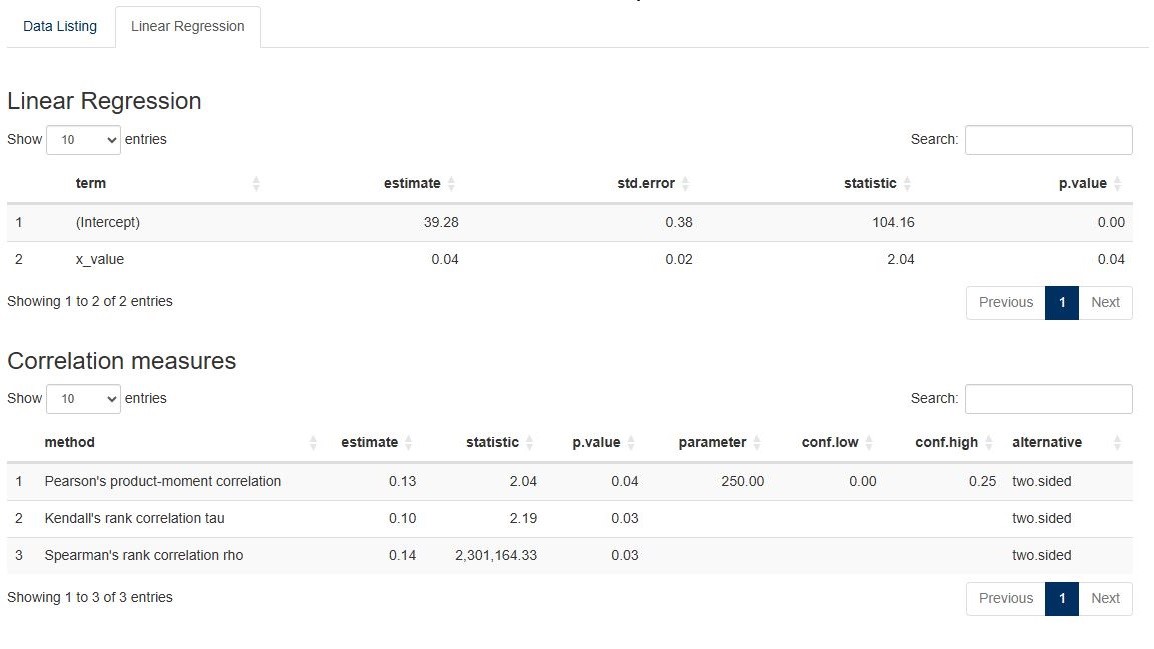 Data Listing Linear Regression
Linear Regression
Show 10 entries Search:
term estimate std.error statistic p.value
1 (Intercept) 39.28 0.38 104.16 0.00
2 x_value 0.04 0.02 2.04 0.04
Showing 1 to 2 of 2 entries Previous 1 Next
Correlation measures
Show 10 entries Search:
method estimate statistic p.value parameter conf.low conf.high alternative
1 Pearson's product-moment correlation 0.13 2.04 0.04 250.00 0.00 0.25 two.sided
2 Kendall's rank correlation tau 0.10 2.19 0.03 two.sided
3 Spearman's rank correlation rho 0.14 2,301,164.33 0.03 two.sided
Showing 1 to 3 of 3 entries Previous 1 Next